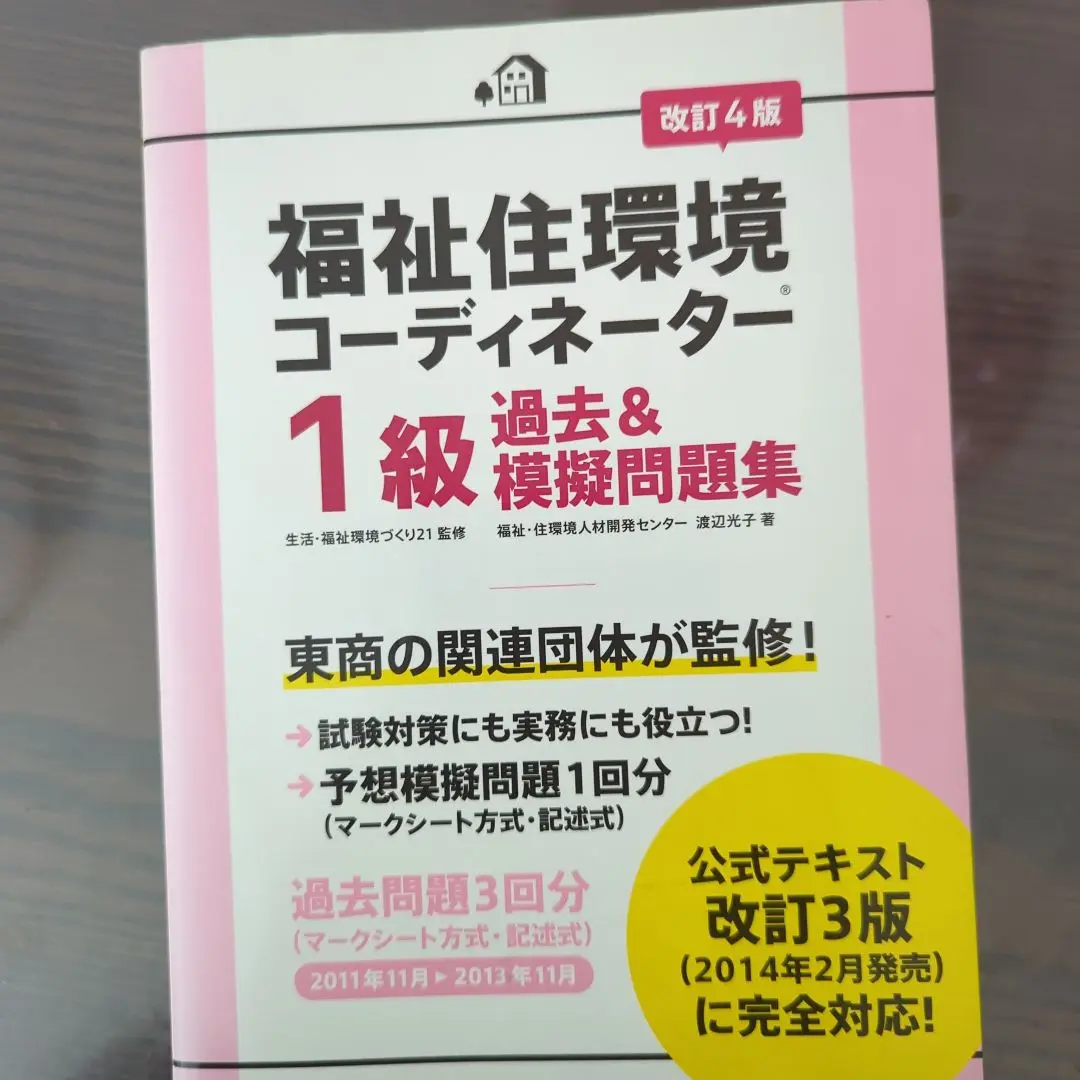 改訂4版
福祉住環境
コーディネーター®
1級 過去&
模擬問題集
生活・福祉環境づくり21 監修 福祉・住環境人材開発センター 渡辺光子 著
東商の関連団体が監修!
→試験対策にも実務にも役立つ!
→予想模擬問題1回分
(マークシート方式・記述式)
過去問題3回分
(マークシート方式・記述式)
2011年11月▶2013年11月
公式テキスト
改訂3版
(2014年2月発売)
に完全対応!